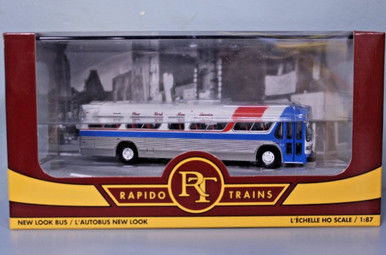 RAPIDO RT TRAINS
NEW LOOK BUS / L'AUTOBUS NEW LOOK
L'ÉCHELLE HO SCALE / 1:87